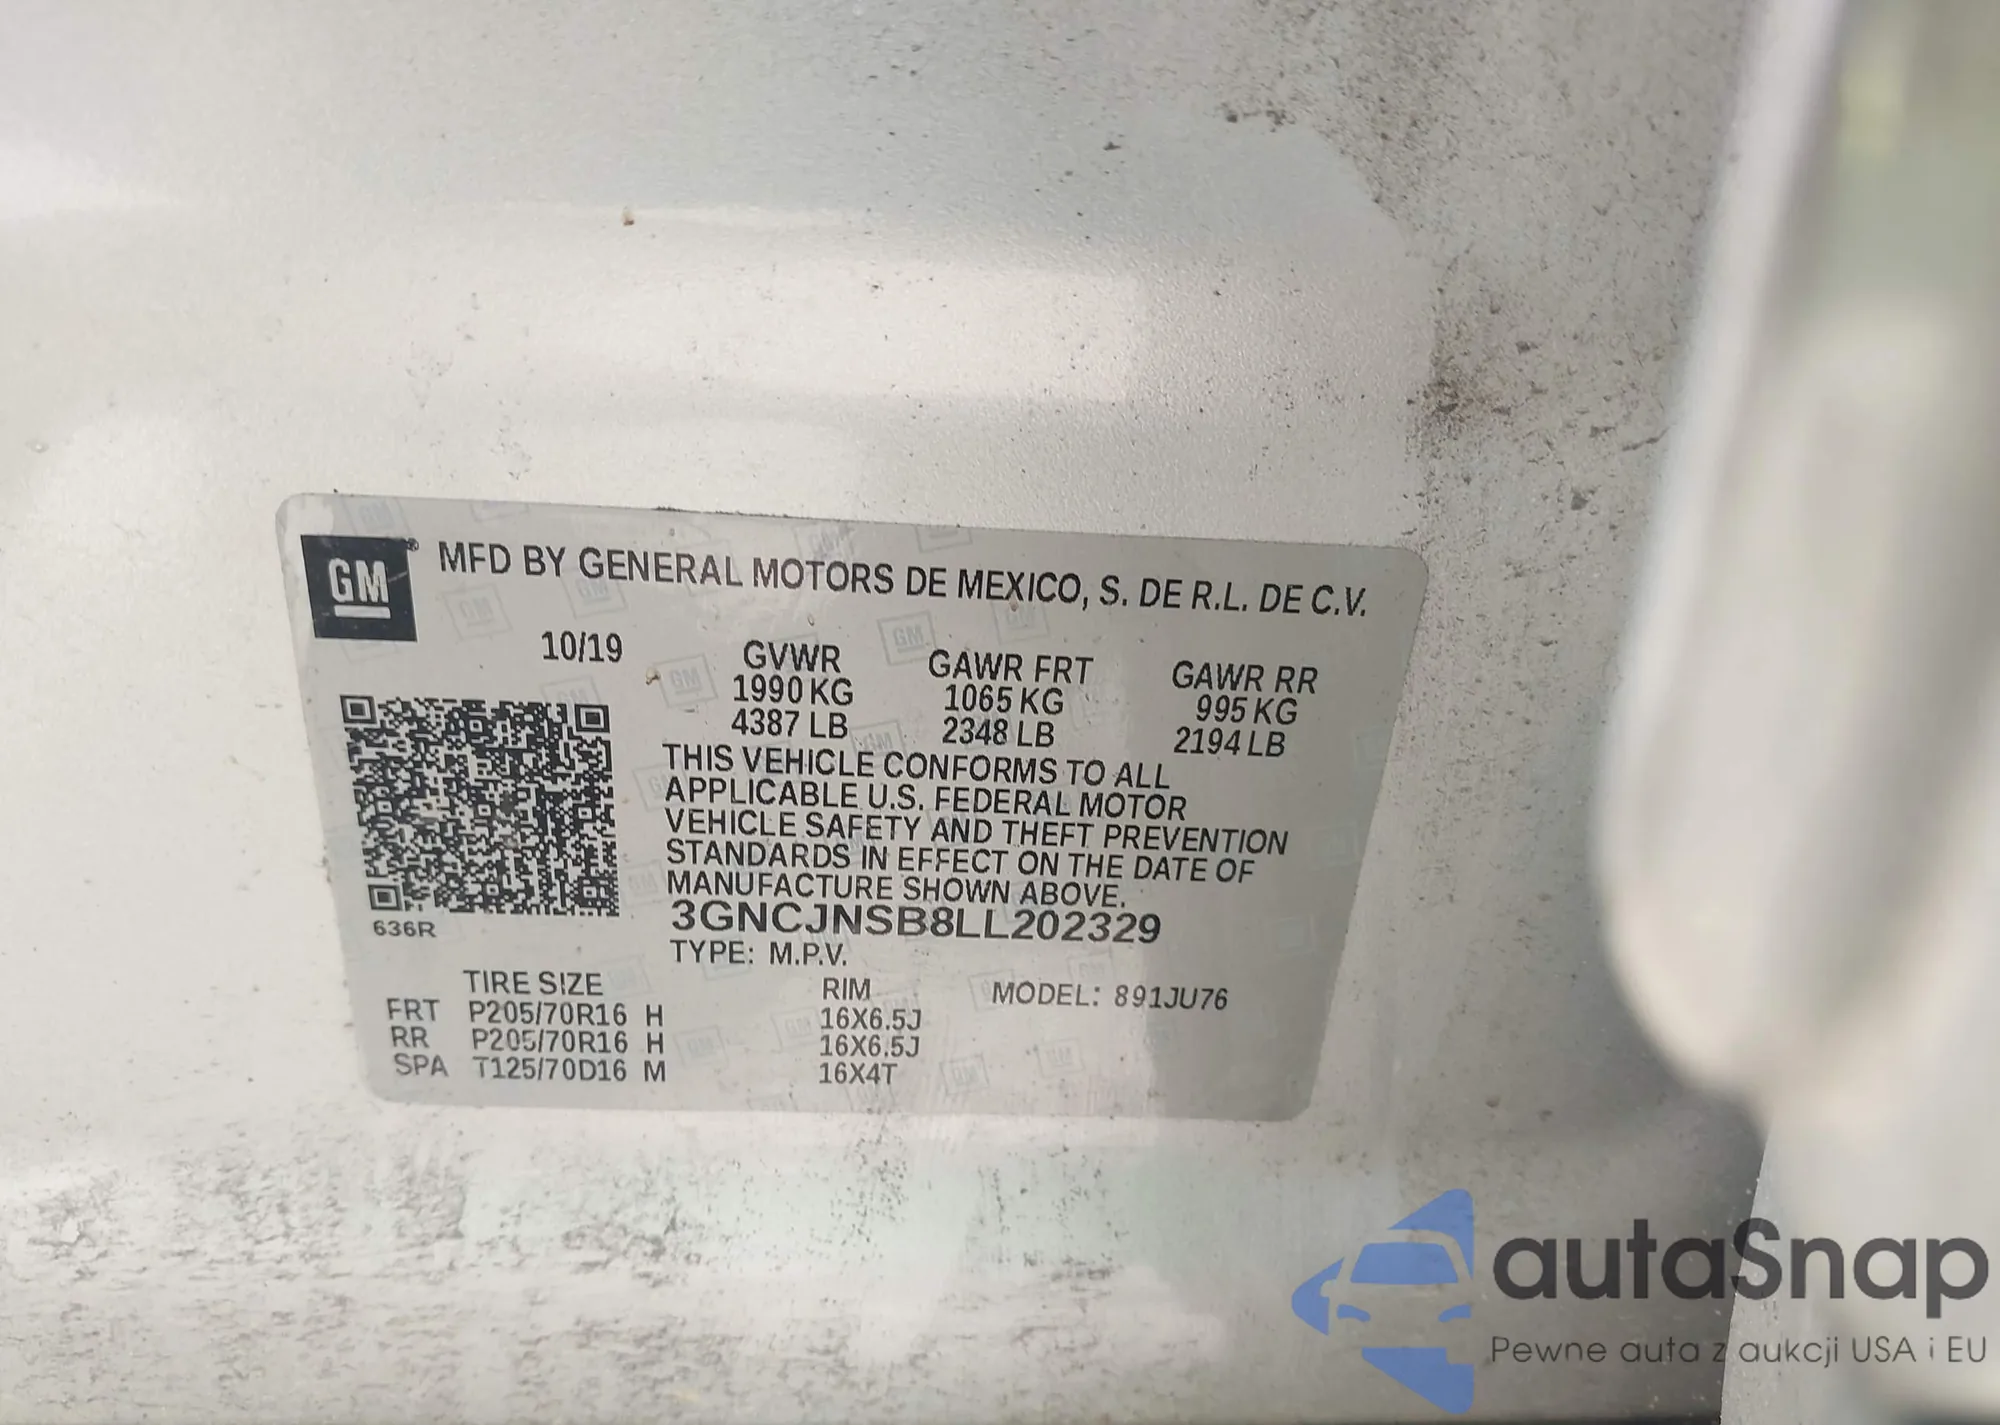 GM
MFD BY GENERAL MOTORS DE MEXICO, S. DE R.L. DE C.V.
10/19
GVWR GAWR FRT GAWR RR
1990 KG 1065 KG 995 KG
4387 LB 2348 LB 2194 LB
THIS VEHICLE CONFORMS TO ALL
APPLICABLE U.S. FEDERAL MOTOR
VEHICLE SAFETY AND THEFT PREVENTION
STANDARDS IN EFFECT ON THE DATE OF
MANUFACTURE SHOWN ABOVE.
3GNCJNSB8LL202329
636R
TYPE: M.P.V.
TIRE SIZE RIM MODEL: 891JU76
FRT P205/70R16 H 16X6.5J
RR P205/70R16 H 16X6.5J
SPA T125/70D16 M 16X4T
autaSnap
Pewne auta z aukcji USA i EU